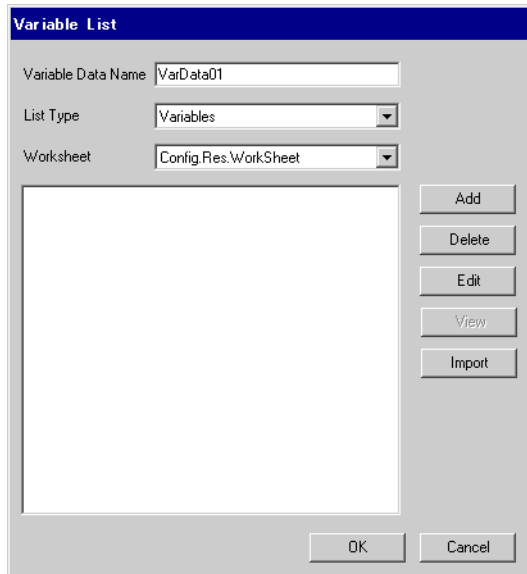 Variable List
Variable Data Name VarData01
List Type Variables
Worksheet Config.Res.WorkSheet
Add
Delete
Edit
View
Import
OK Cancel